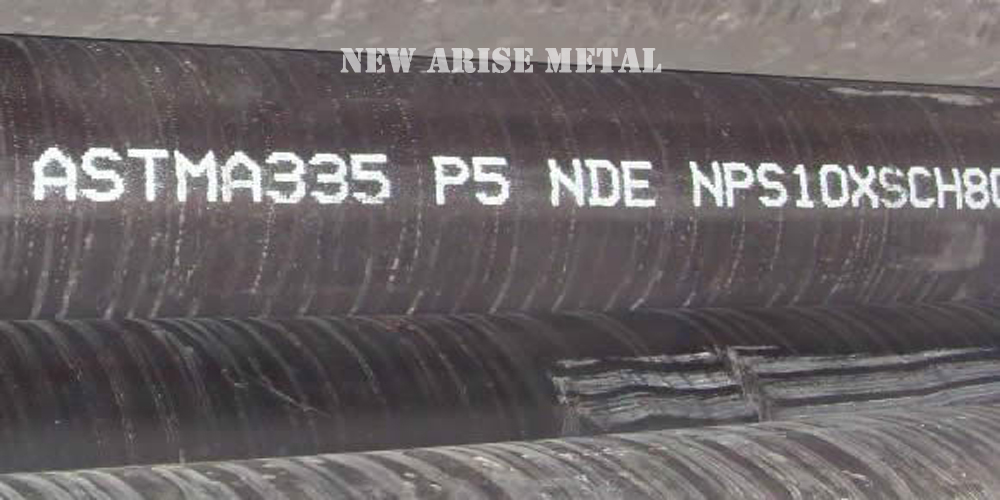 NEW ARISE METAL
ASTMA335 P5 NDE NPS10XSCH80